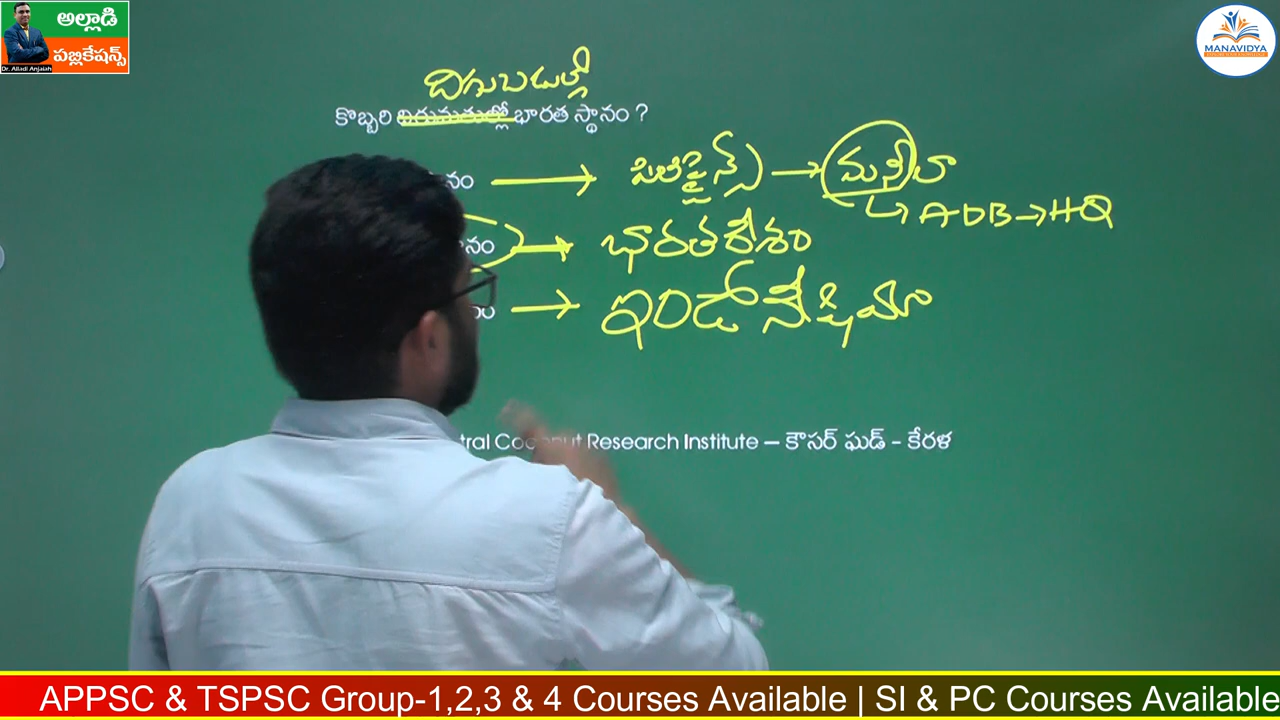 అల్లాడి
పబ్లికేషన్స్
Dr. Alladi Anjaiah
MANAVIDYA
దిగుబడుల్లో
కొబ్బరి భారత స్థానం ?
→ పిలిప్పైన్స్ → మనీలా
→ ADB → HQ
→ భారతదేశం
→ ఇండోనేషియా
Coconut Research Institute – కౌసర్ ఘడ్ - కేరళ
APPSC & TSPSC Group-1,2,3 & 4 Courses Available | SI & PC Courses Available